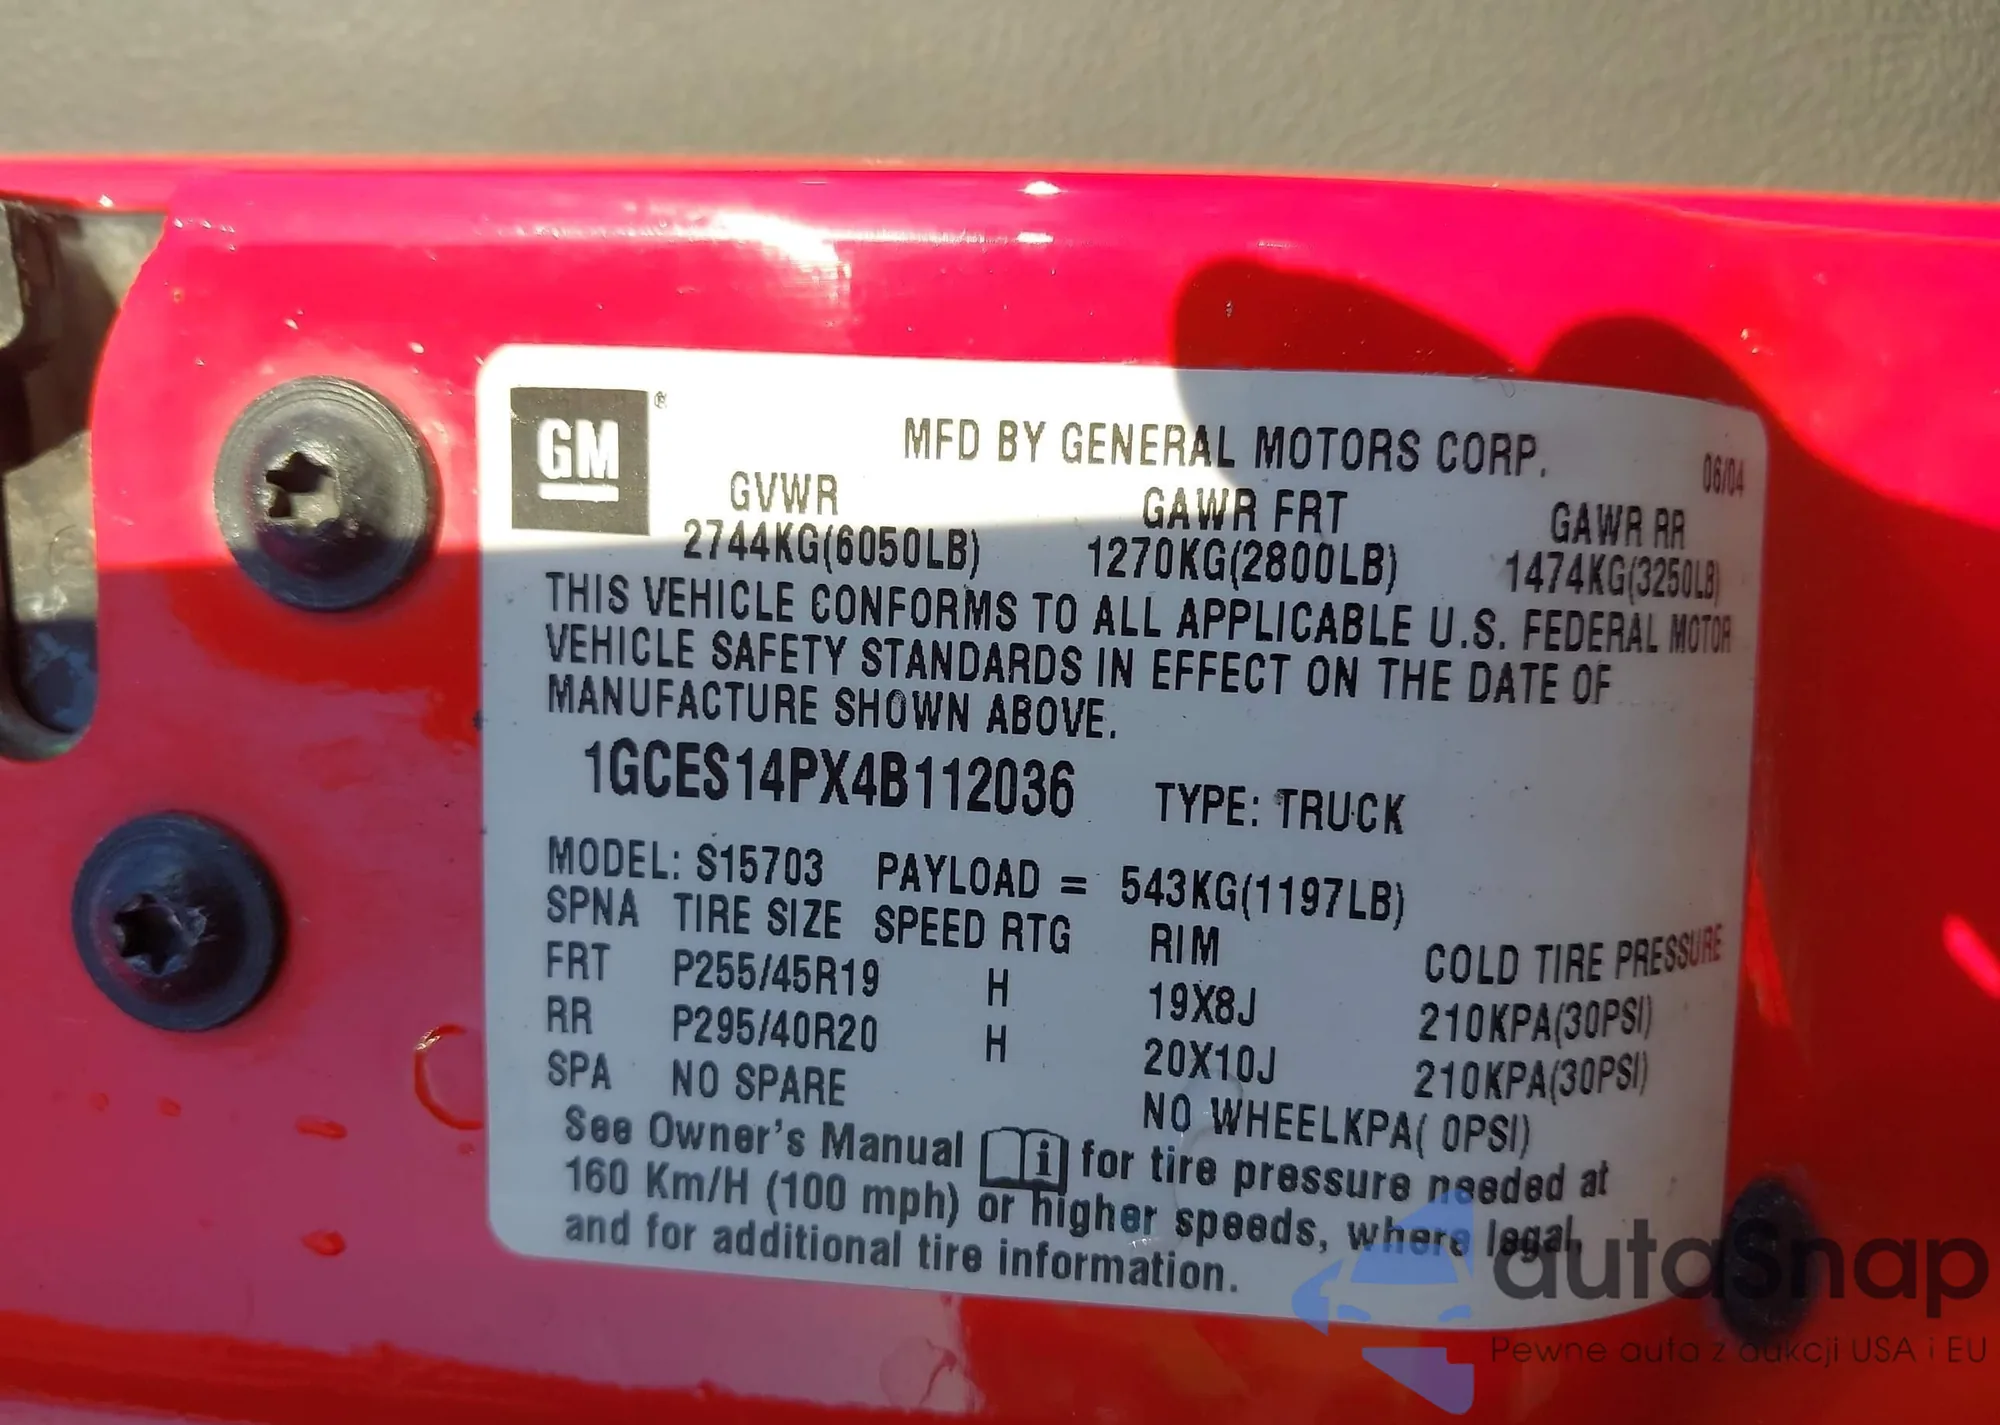 GM ®
MFD BY GENERAL MOTORS CORP.
06/04
GVWR GAWR FRT GAWR RR
2744KG(6050LB) 1270KG(2800LB) 1474KG(3250LB)
THIS VEHICLE CONFORMS TO ALL APPLICABLE U.S. FEDERAL MOTOR
VEHICLE SAFETY STANDARDS IN EFFECT ON THE DATE OF
MANUFACTURE SHOWN ABOVE.
1GCES14PX4B112036 TYPE: TRUCK
MODEL: S15703 PAYLOAD = 543KG(1197LB)
SPNA TIRE SIZE SPEED RTG RIM COLD TIRE PRESSURE
FRT P255/45R19 H 19X8J 210KPA(30PSI)
RR P295/40R20 H 20X10J 210KPA(30PSI)
SPA NO SPARE NO WHEELKPA( 0PSI)
See Owner's Manual i for tire pressure needed at
160 Km/H (100 mph) or higher speeds, where legal,
and for additional tire information.
autaSnap
Pewne auta z aukcji USA i EU